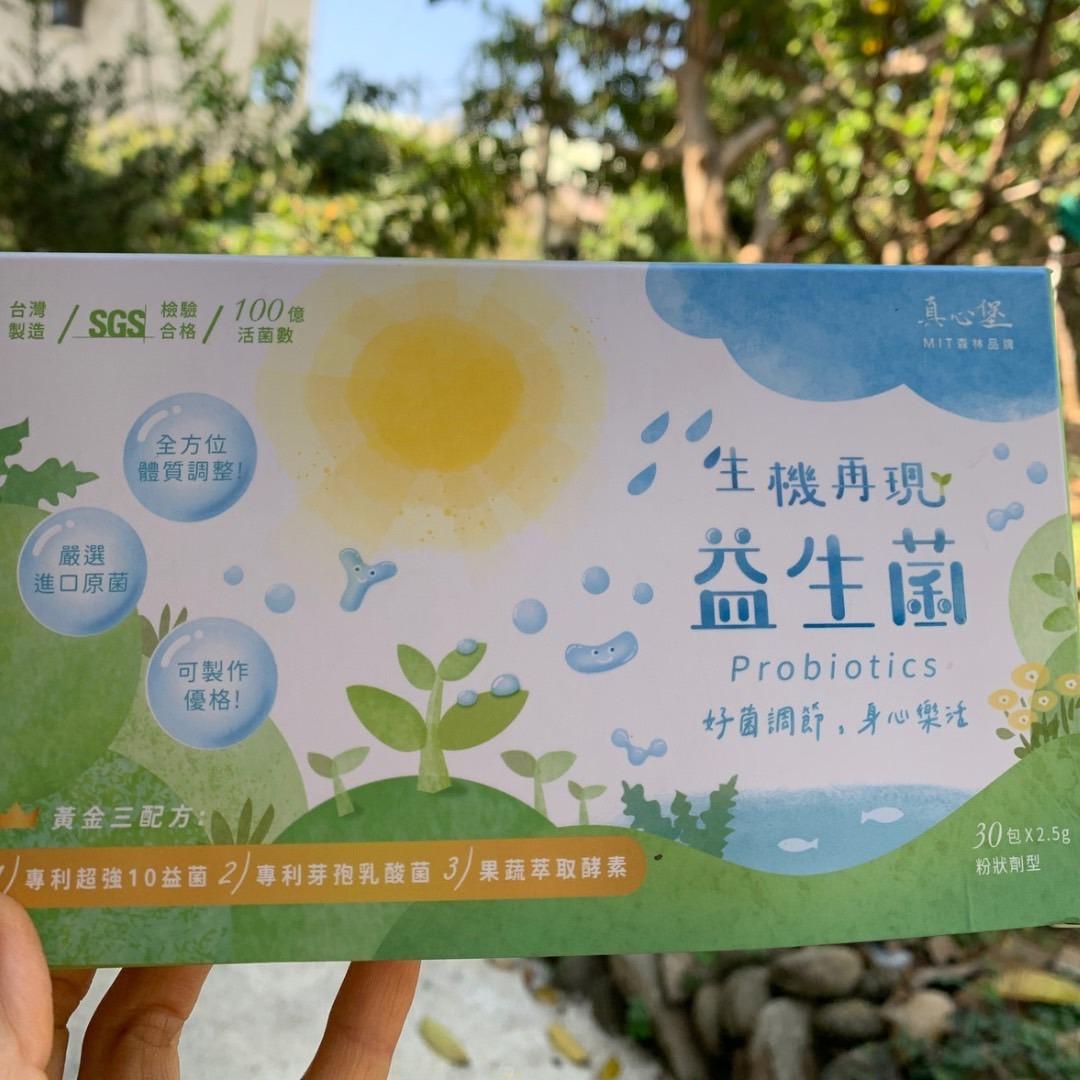 台灣
製造
SGS
檢驗
合格
100億
活菌數
真心堡
MIT森林品牌
全方位
體質調整!
嚴選
進口原菌
可製作
優格!
生機再現
益生菌
Probiotics
好菌調節,身心樂活
黃金三配方:
1)專利超強10益菌 2)專利芽孢乳酸菌 3)果蔬萃取酵素
30包X2.5g
粉狀劑型